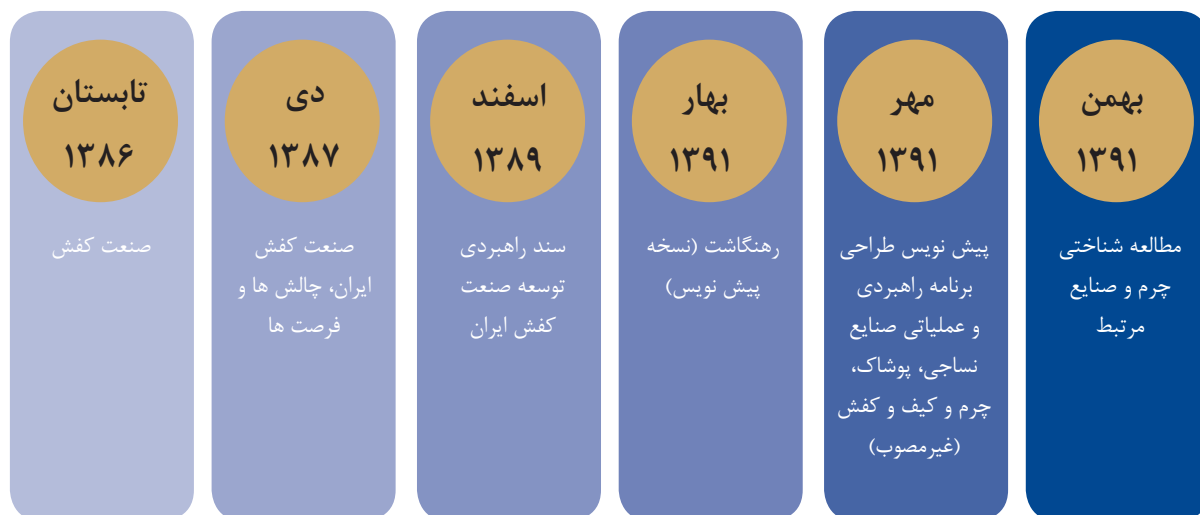 تابستان
۱۳۸۶
صنعت کفش
دی
۱۳۸۷
صنعت کفش
ایران، چالش ها و
فرصت ها
اسفند
۱۳۸۹
سند راهبردی
توسعه صنعت
کفش ایران
بهار
۱۳۹۱
رهنگاشت (نسخه
پیش نویس)
مهر
۱۳۹۱
پیش نویس طراحی
برنامه راهبردی
و عملیاتی صنایع
نساجی، پوشاک،
چرم و کیف و کفش
(غیرمصوب)
بهمن
۱۳۹۱
مطالعه شناختی
چرم و صنایع
مرتبط